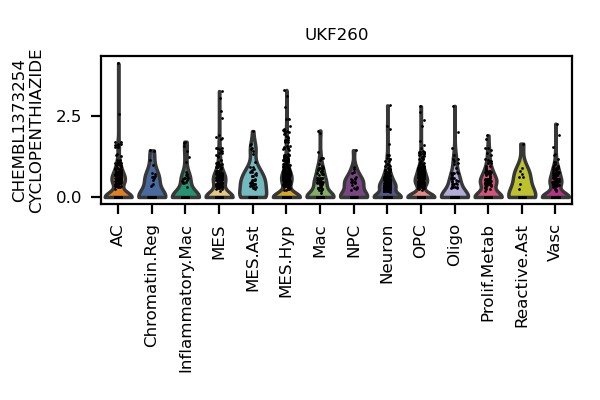 UKF260
CHEMBL1373254
CYCLOPENTHIAZIDE
2.5
0.0
AC
Chromatin.Reg
Inflammatory.Mac
MES
MES.Ast
MES.Hyp
Mac
NPC
Neuron
OPC
Oligo
Prolif.Metab
Reactive.Ast
Vasc